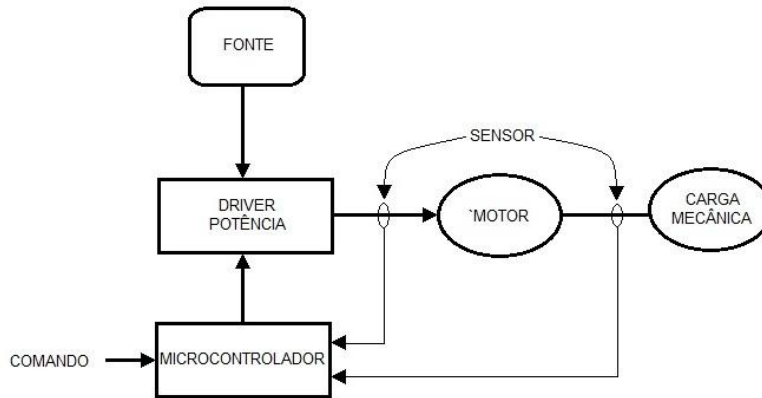 FONTE
SENSOR
DRIVER
POTÊNCIA
`MOTOR
CARGA
MECÂNICA
COMANDO
MICROCONTROLADOR